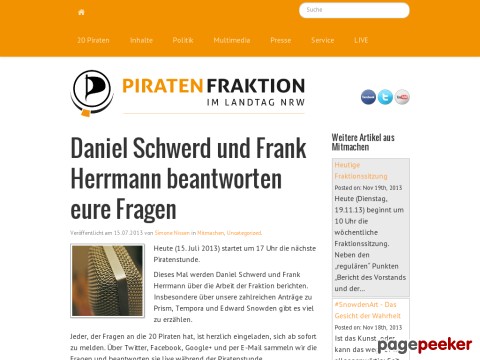 Suche
20 Piraten Inhalte Politik Multimedia Presse Service LIVE
PIRATENFRAKTION
IM LANDTAG NRW
Daniel Schwerd und Frank
Herrmann beantworten
eure Fragen
Veröffentlicht am 15.07.2013 von Simone Nissen in Mitmachen, Uncategorized.
Heute (15. Juli 2013) startet um 17 Uhr die nächste
Piratenstunde.
Dieses Mal werden Daniel Schwerd und Frank
Herrmann über die Arbeit der Fraktion berichten.
Insbesondere über unsere zahlreichen Anträge zu
Prism, Tempora und Edward Snowden gibt es viel
zu erzählen.
Jeder, der Fragen an die 20 Piraten hat, ist herzlich eingeladen, sich ab sofort
zu melden. Über Twitter, Facebook, Google+ und per E-Mail sammeln wir die
Fragen und beantworten sie live während der Piratenstunde.
Weitere Artikel aus
Mitmachen
Heutige
Fraktionssitzung
Posted on: Nov 19th, 2013
Heute (Dienstag,
19.11.13) beginnt um
10 Uhr die
wöchentliche
Fraktionssitzung.
Neben den
„regulären" Punkten
„Bericht des Vorstands
und der...
#SnowdenArt – Das
Gesicht der Wahrheit
Posted on: Nov 18th, 2013
Ist das Kunst oder
kann das weg
pagepeeker